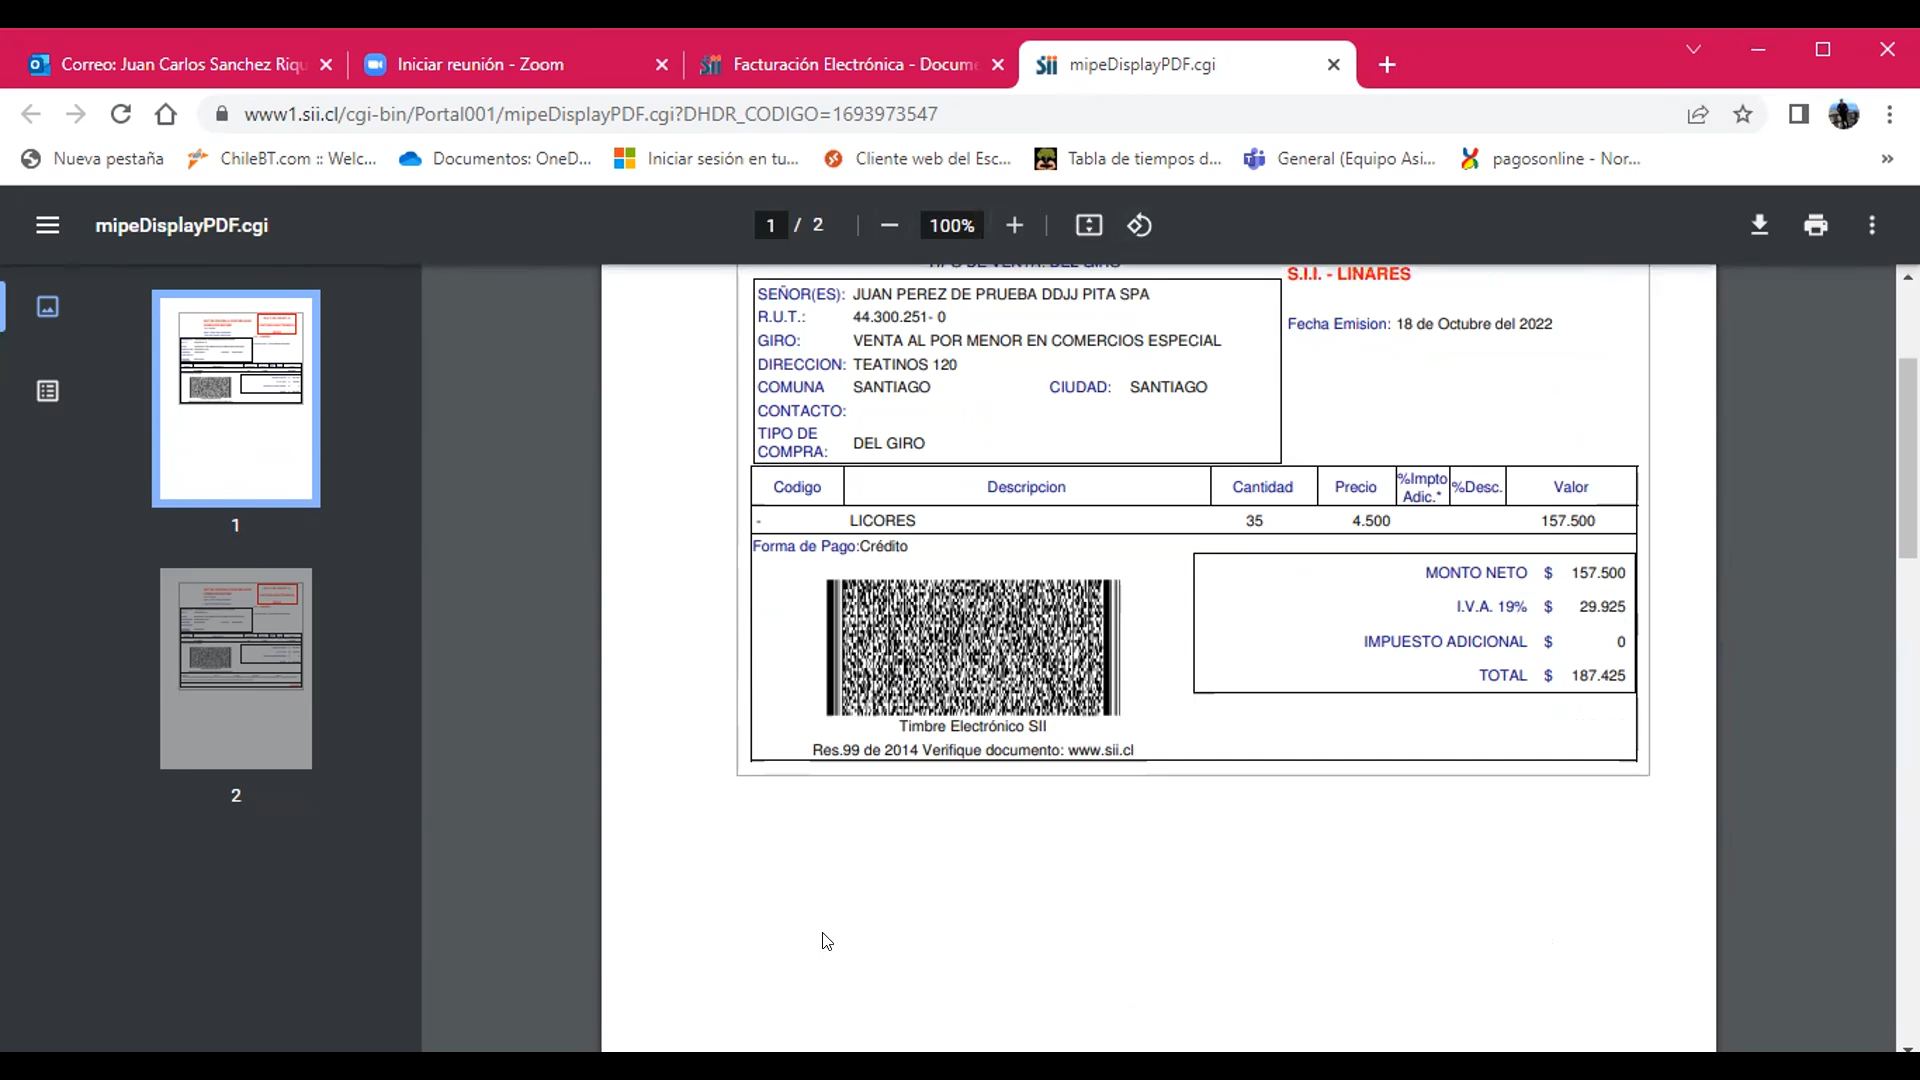 Correo: Juan Carlos Sanchez Riqu
Iniciar reunión - Zoom
Facturación Electrónica - Docume
mipeDisplayPDF.cgi
www1.sii.cl/cgi-bin/Portal001/mipeDisplayPDF.cgi?DHDR_CODIGO=1693973547
Nueva pestaña
ChileBT.com :: Welc...
Documentos: OneD...
Iniciar sesión en tu...
Cliente web del Esc...
Tabla de tiempos d...
General (Equipo Asi...
pagosonline - Nor...
mipeDisplayPDF.cgi
1 / 2
100%
1
2
TIPO DE VENTA: DEL GIRO
S.I.I. - LINARES
Fecha Emision: 18 de Octubre del 2022
SEÑOR(ES): JUAN PEREZ DE PRUEBA DDJJ PITA SPA
R.U.T.: 44.300.251- 0
GIRO: VENTA AL POR MENOR EN COMERCIOS ESPECIAL
DIRECCION: TEATINOS 120
COMUNA SANTIAGO CIUDAD: SANTIAGO
CONTACTO:
TIPO DE
COMPRA: DEL GIRO
Codigo Descripcion Cantidad Precio %Impto Adic.* %Desc. Valor
- LICORES 35 4.500 157.500
Forma de Pago:Crédito
MONTO NETO $ 157.500
I.V.A. 19% $ 29.925
IMPUESTO ADICIONAL $ 0
TOTAL $ 187.425
Timbre Electrónico SII
Res.99 de 2014 Verifique documento: www.sii.cl